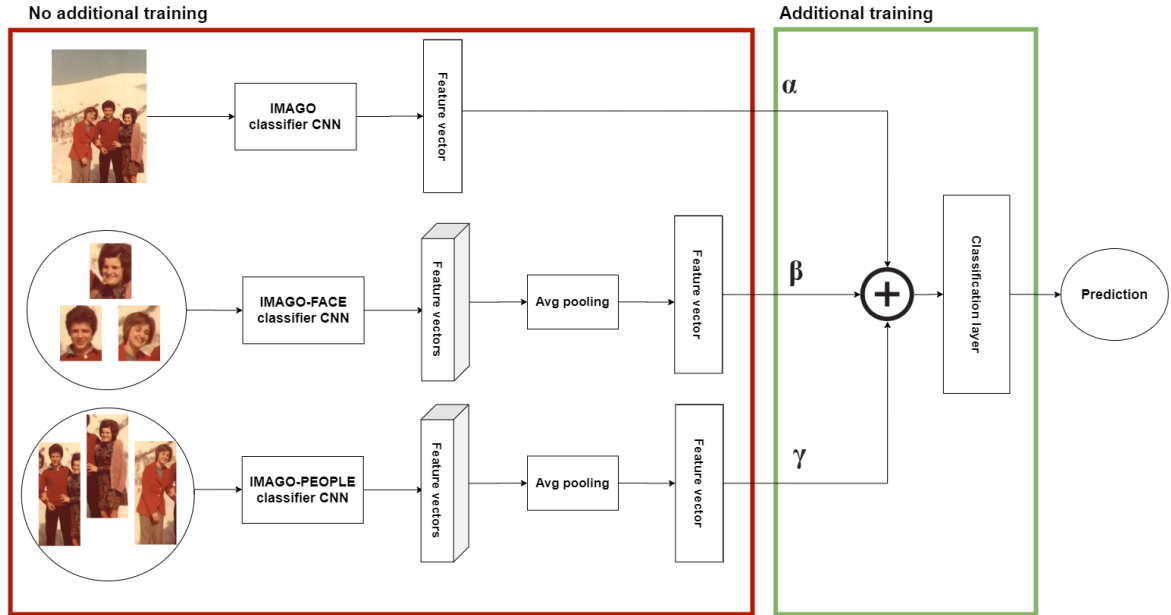 No additional training
Additional training
IMAGO
classifier CNN
Feature vector
α
IMAGO-FACE
classifier CNN
Feature vectors
Avg pooling
Feature vector
β
Classification layer
Prediction
IMAGO-PEOPLE
classifier CNN
Feature vectors
Avg pooling
Feature vector
γ